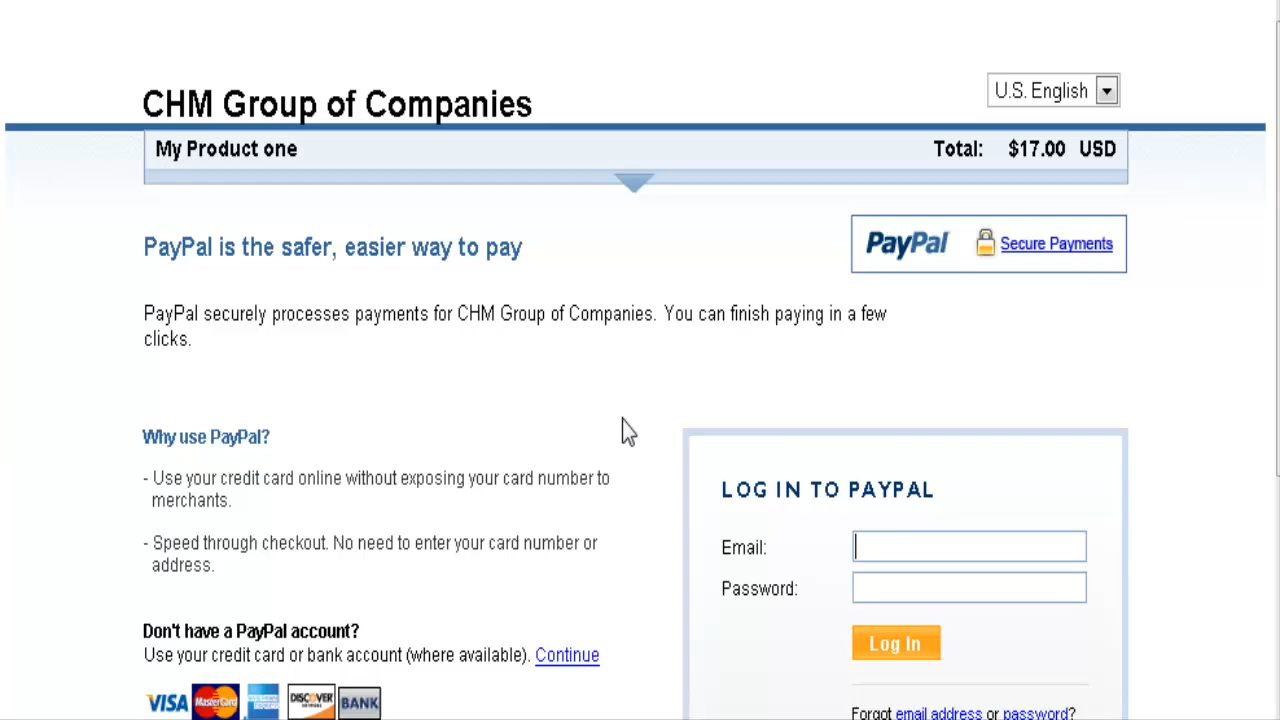 CHM Group of Companies
U.S. English
My Product one
Total: $17.00 USD
PayPal is the safer, easier way to pay
PayPal Secure Payments
PayPal securely processes payments for CHM Group of Companies. You can finish paying in a few
clicks.
Why use PayPal?
- Use your credit card online without exposing your card number to
merchants.
- Speed through checkout. No need to enter your card number or
address.
Don't have a PayPal account?
Use your credit card or bank account (where available). Continue
VISA MasterCard AMERICAN EXPRESS DISCOVER BANK
LOG IN TO PAYPAL
Email:
Password:
Log In
Forgot email address or password?